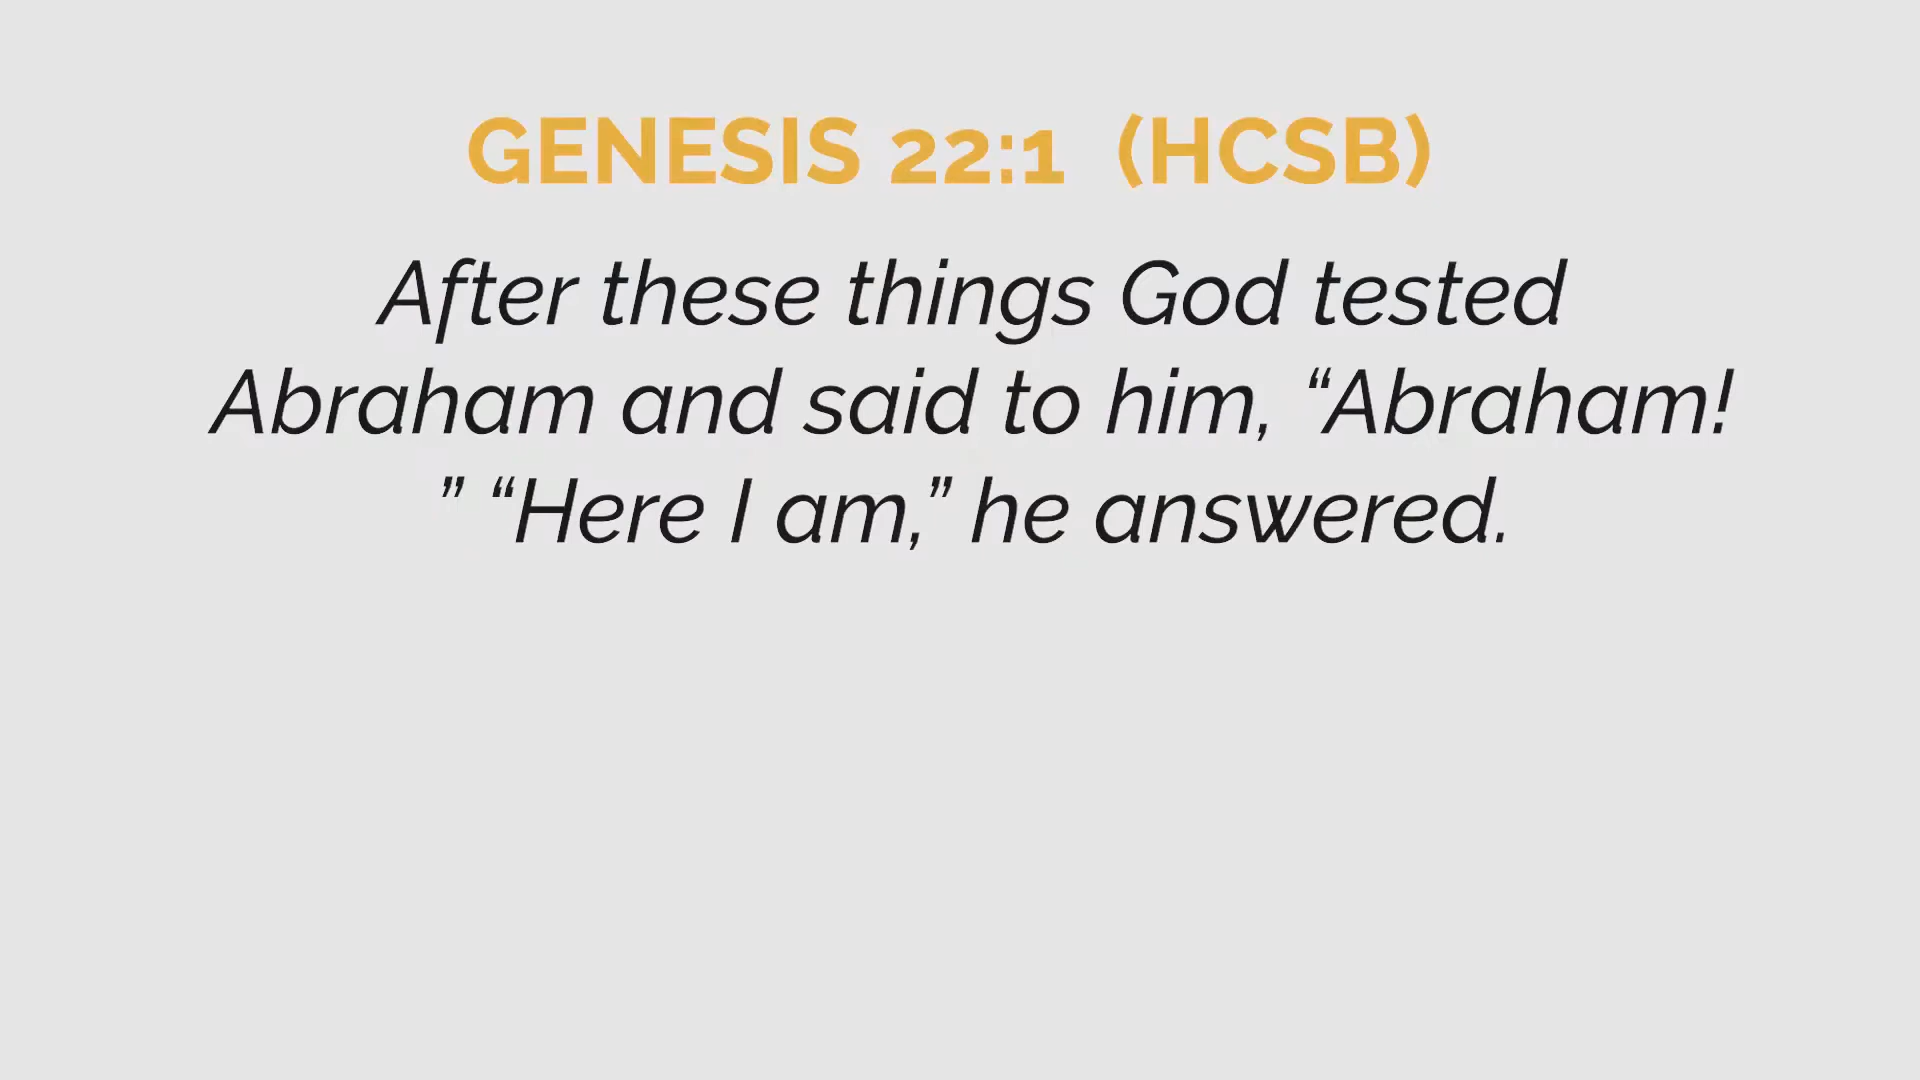 GENESIS 22:1 (HCSB)
After these things God tested
Abraham and said to him, “Abraham!
” “Here I am,” he answered.